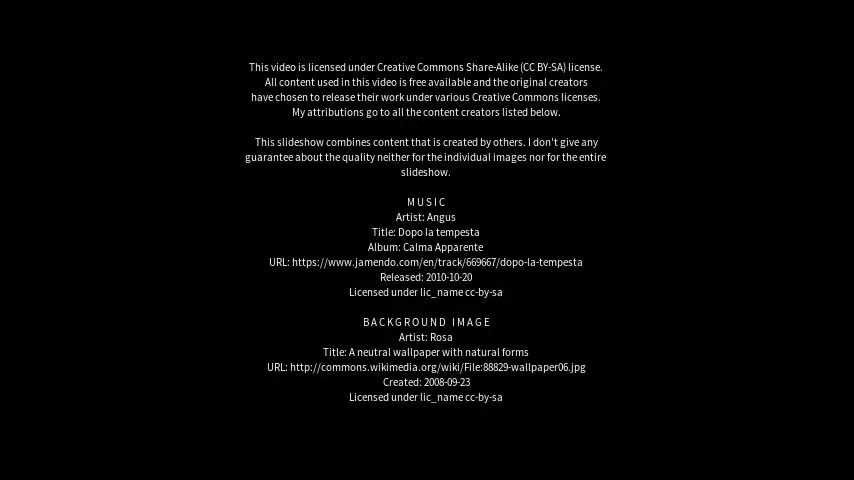 This video is licensed under Creative Commons Share-Alike (CC BY-SA) license.
All content used in this video is free available and the original creators
have chosen to release their work under various Creative Commons licenses.
My attributions go to all the content creators listed below.
This slideshow combines content that is created by others. I don't give any
guarantee about the quality neither for the individual images nor for the entire
slideshow.
MUSIC
Artist: Angus
Title: Dopo la tempesta
Album: Calma Apparente
URL: https://www.jamendo.com/en/track/669667/dopo-la-tempesta
Released: 2010-10-20
Licensed under lic_name cc-by-sa
BACKGROUND IMAGE
Artist: Rosa
Title: A neutral wallpaper with natural forms
URL: http://commons.wikimedia.org/wiki/File:88829-wallpaper06.jpg
Created: 2008-09-23
Licensed under lic_name cc-by-sa